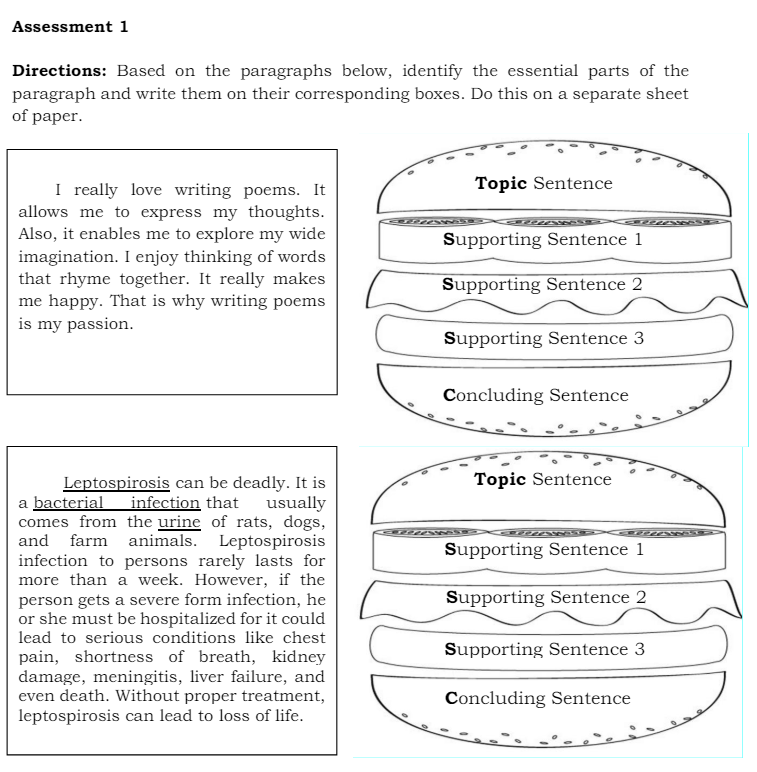 Assessment 1
Directions: Based on the paragraphs below, identify the essential parts of the
paragraph and write them on their corresponding boxes. Do this on a separate sheet
of paper.
I really love writing poems. It
allows me to express my thoughts.
Also, it enables me to explore my wide
imagination. I enjoy thinking of words
that rhyme together. It really makes
me happy. That is why writing poems
is my passion.
Topic Sentence
Supporting Sentence 1
Supporting Sentence 2
Supporting Sentence 3
Concluding Sentence
Leptospirosis can be deadly. It is
a bacterial infection that usually
comes from the urine of rats, dogs,
and farm animals. Leptospirosis
infection to persons rarely lasts for
more than a week. However, if the
person gets a severe form infection, he
or she must be hospitalized for it could
lead to serious conditions like chest
pain, shortness of breath, kidney
damage, meningitis, liver failure, and
even death. Without proper treatment,
leptospirosis can lead to loss of life.
Topic Sentence
Supporting Sentence 1
Supporting Sentence 2
Supporting Sentence 3
Concluding Sentence